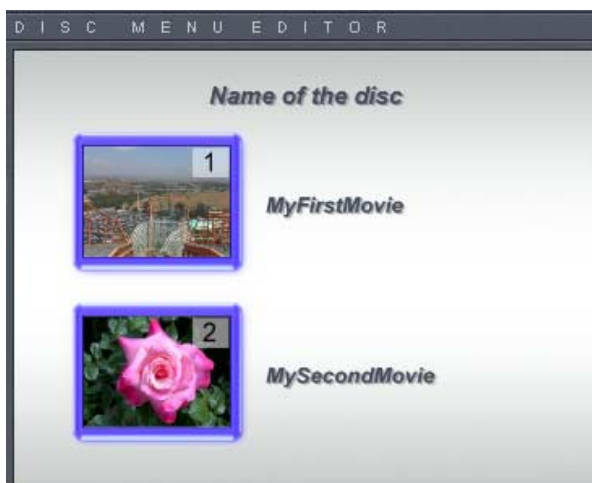 DISC MENU EDITOR
Name of the disc
1
MyFirstMovie
2
MySecondMovie